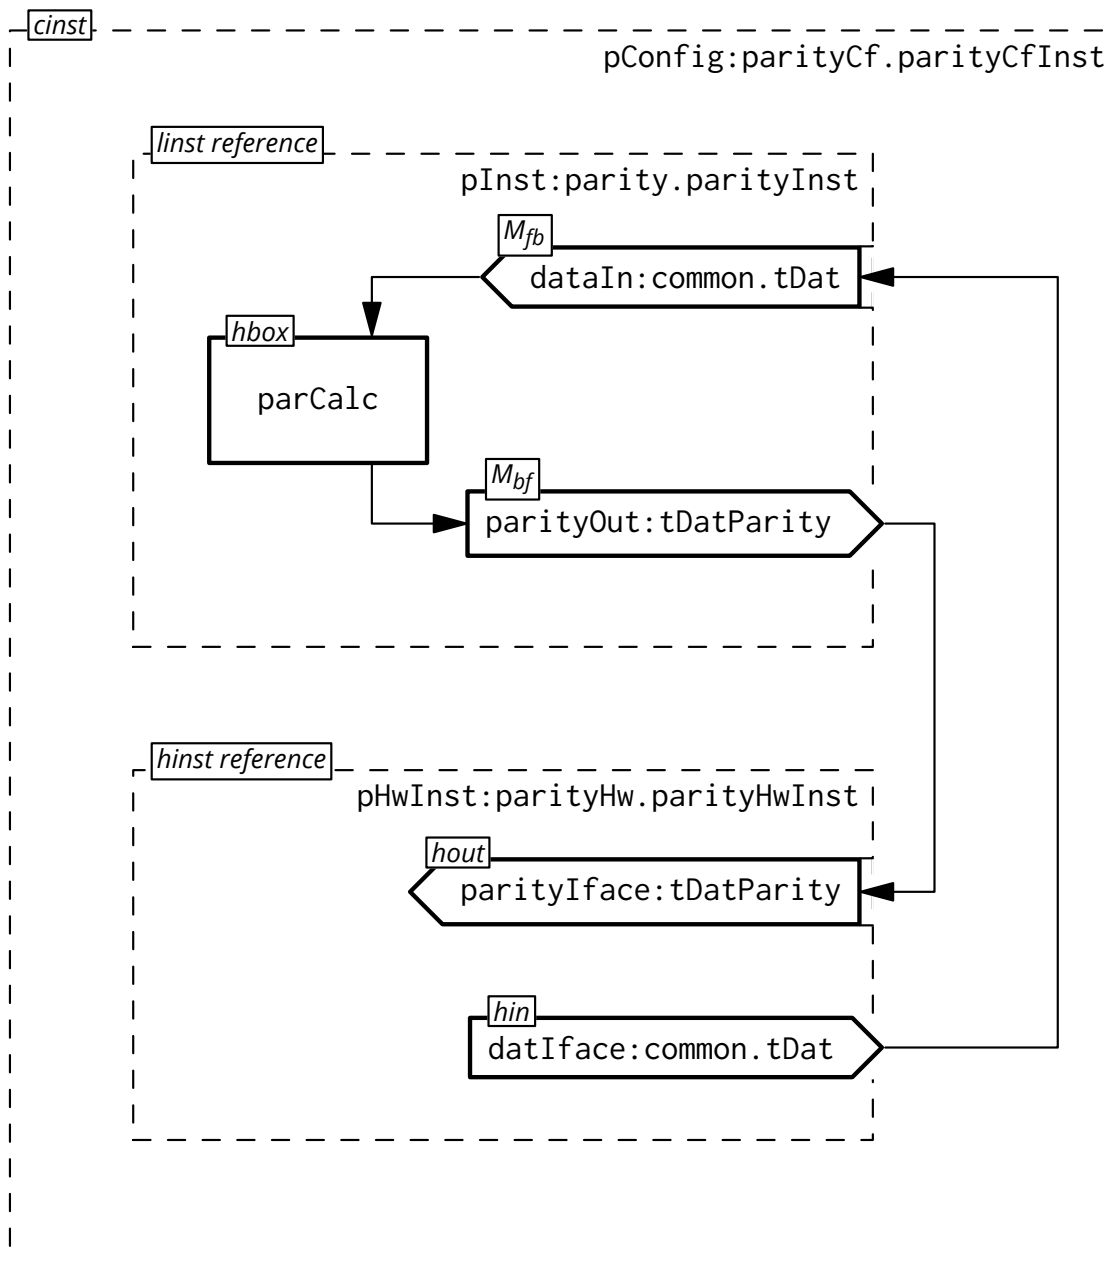 cinst
pConfig:parityCf.parityCfInst
linst reference
pInst:parity.parityInst
Mfb
dataIn:common.tDat
hbox
parCalc
Mbf
parityOut:tDatParity
hinst reference
pHwInst:parityHw.parityHwInst
hout
parityIface:tDatParity
hin
datIface:common.tDat